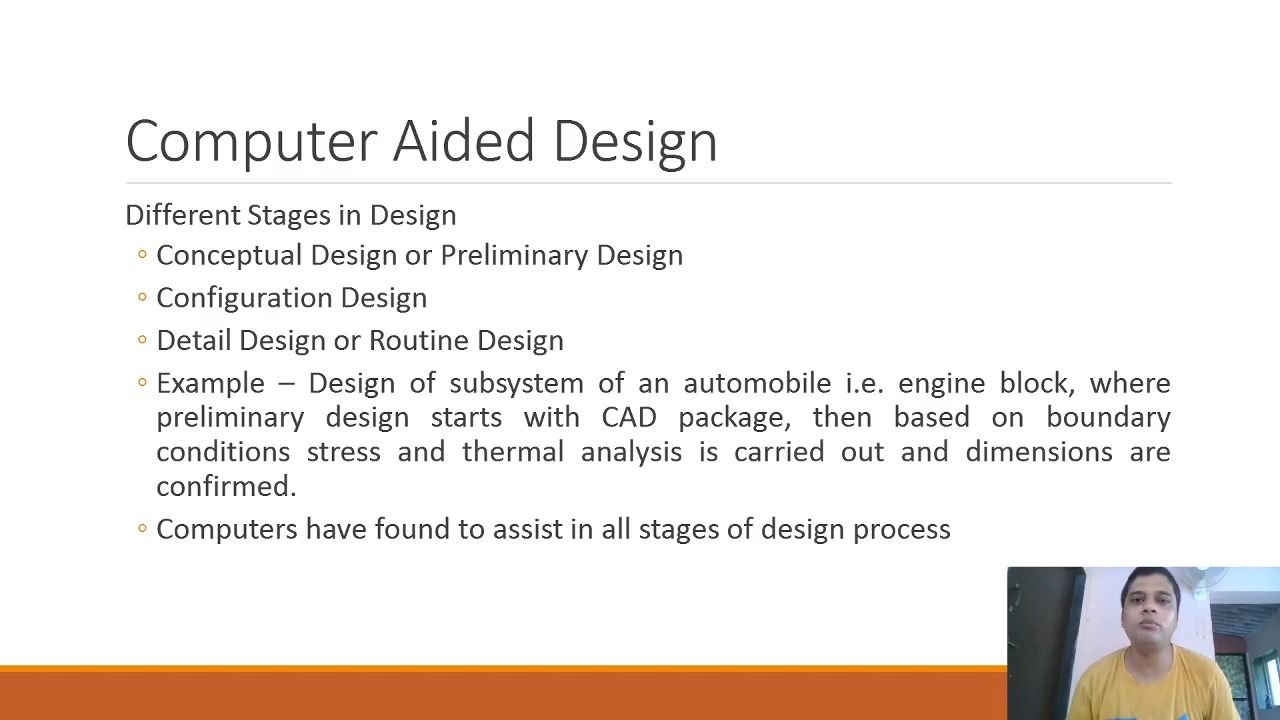 Computer Aided Design
Different Stages in Design
◦ Conceptual Design or Preliminary Design
◦ Configuration Design
◦ Detail Design or Routine Design
◦ Example – Design of subsystem of an automobile i.e. engine block, where
preliminary design starts with CAD package, then based on boundary
conditions stress and thermal analysis is carried out and dimensions are
confirmed.
◦ Computers have found to assist in all stages of design process